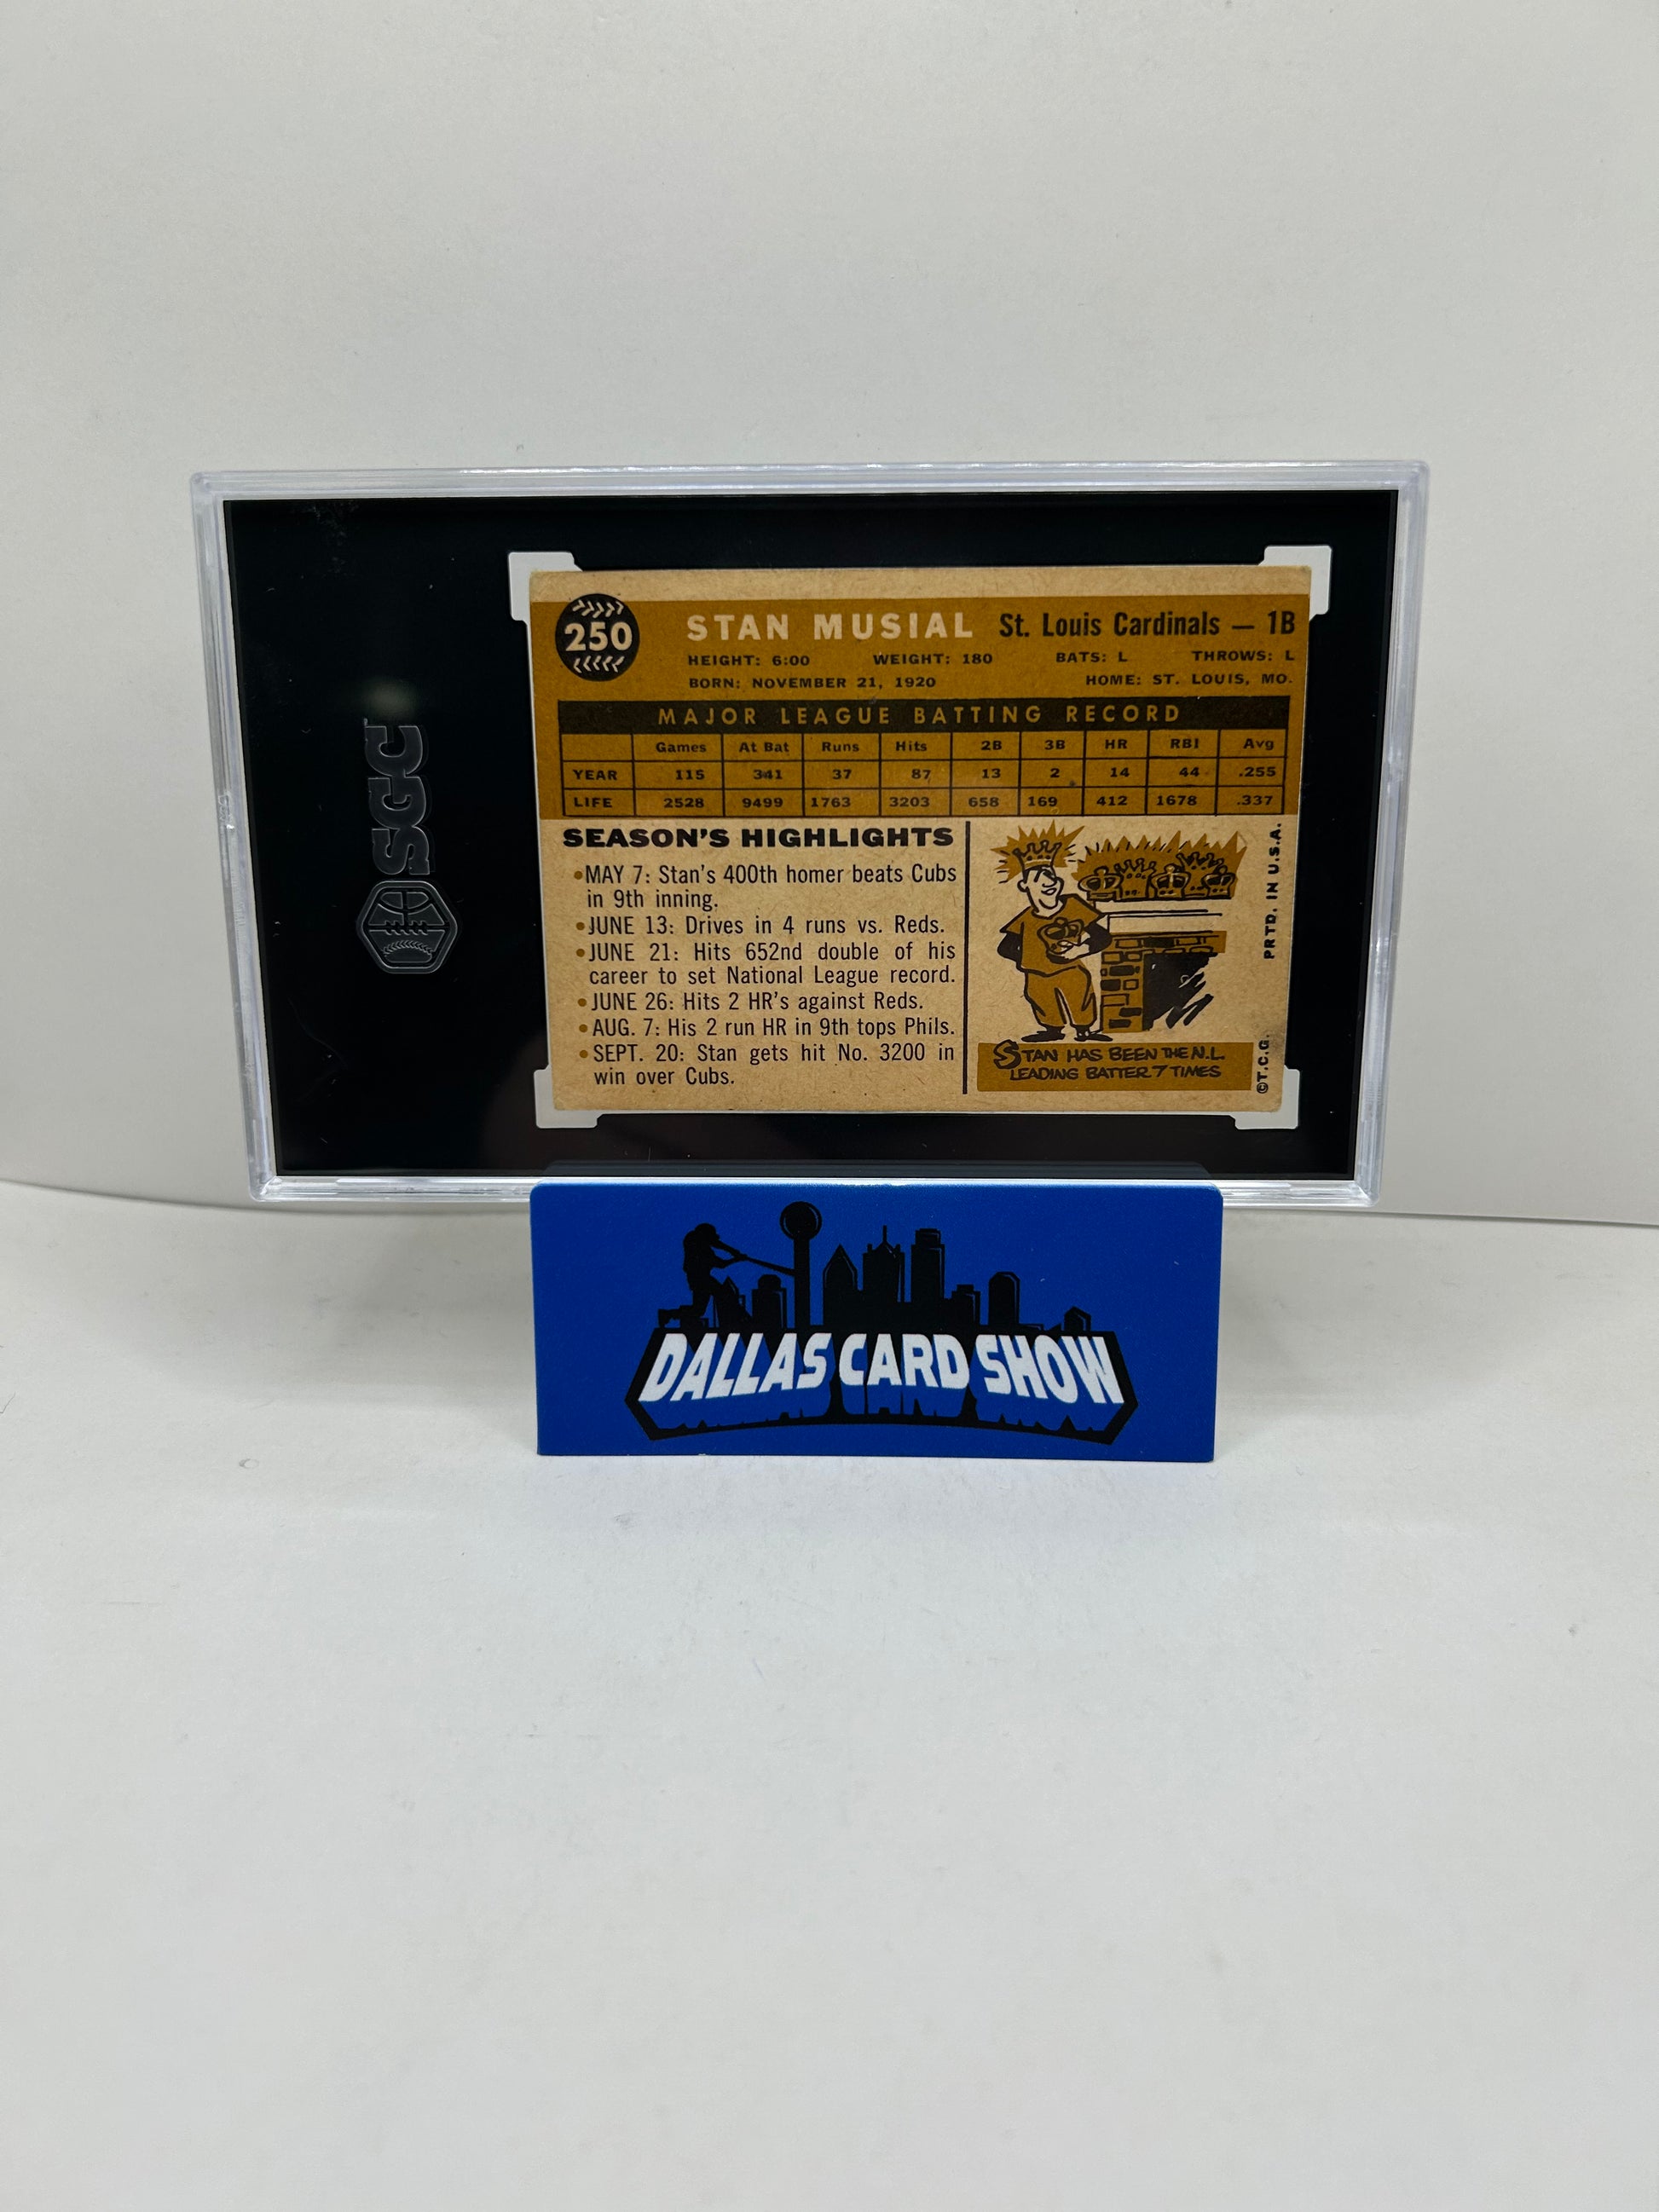 SGC
250
STAN MUSIAL St. Louis Cardinals — 1B
HEIGHT: 6:00 WEIGHT: 180 BATS: L THROWS: L
BORN: NOVEMBER 21, 1920 HOME: ST. LOUIS, MO.
MAJOR LEAGUE BATTING RECORD
Games At Bat Runs Hits 2B 3B HR RBI Avg
YEAR 115 341 37 87 13 2 14 44 .255
LIFE 2528 9499 1763 3203 658 169 412 1678 .337
SEASON'S HIGHLIGHTS
•MAY 7: Stan's 400th homer beats Cubs
in 9th inning.
•JUNE 13: Drives in 4 runs vs. Reds.
•JUNE 21: Hits 652nd double of his
career to set National League record.
•JUNE 26: Hits 2 HR's against Reds.
•AUG. 7: His 2 run HR in 9th tops Phils.
•SEPT. 20: Stan gets hit No. 3200 in
win over Cubs.
STAN HAS BEEN THE N.L.
LEADING BATTER 7 TIMES
©T.C.G. PRTD. IN U.S.A.
DALLAS CARD SHOW